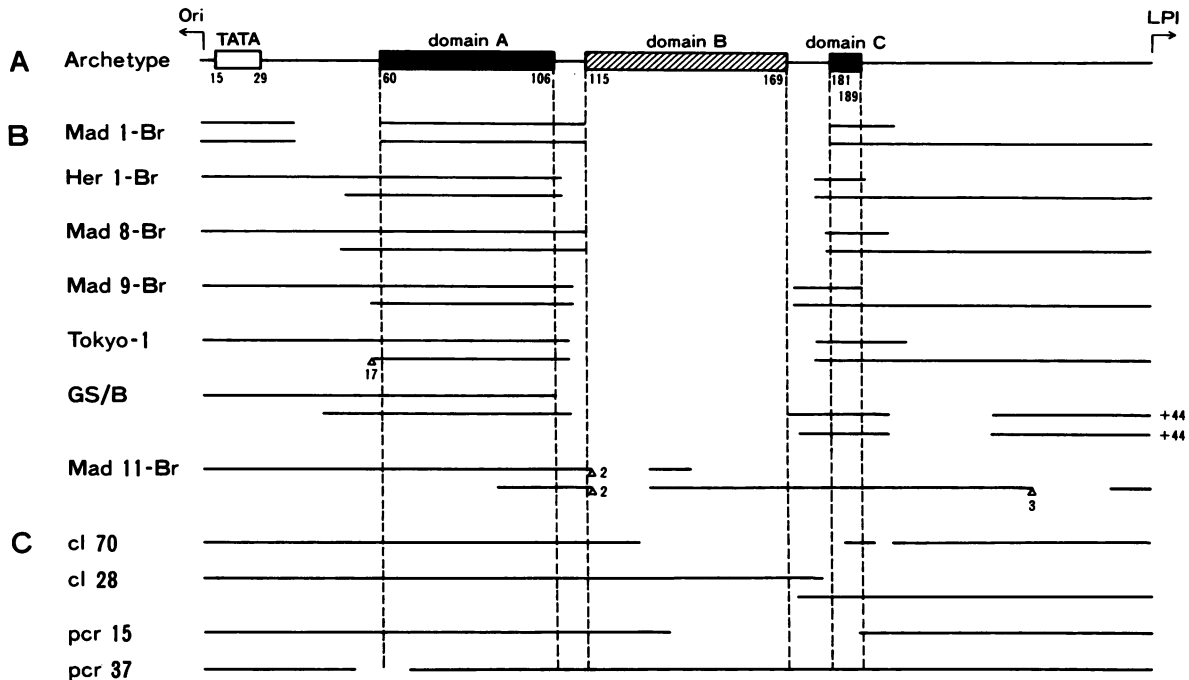 Ori
LPI
TATA
domain A
domain B
domain C
A Archetype
15 29 60 106 115 169 181
189
B Mad 1-Br
Her 1-Br
Mad 8-Br
Mad 9-Br
Tokyo-1
17
GS/B
+44
+44
Mad 11-Br
2
2
3
C cl 70
cl 28
pcr 15
pcr 37